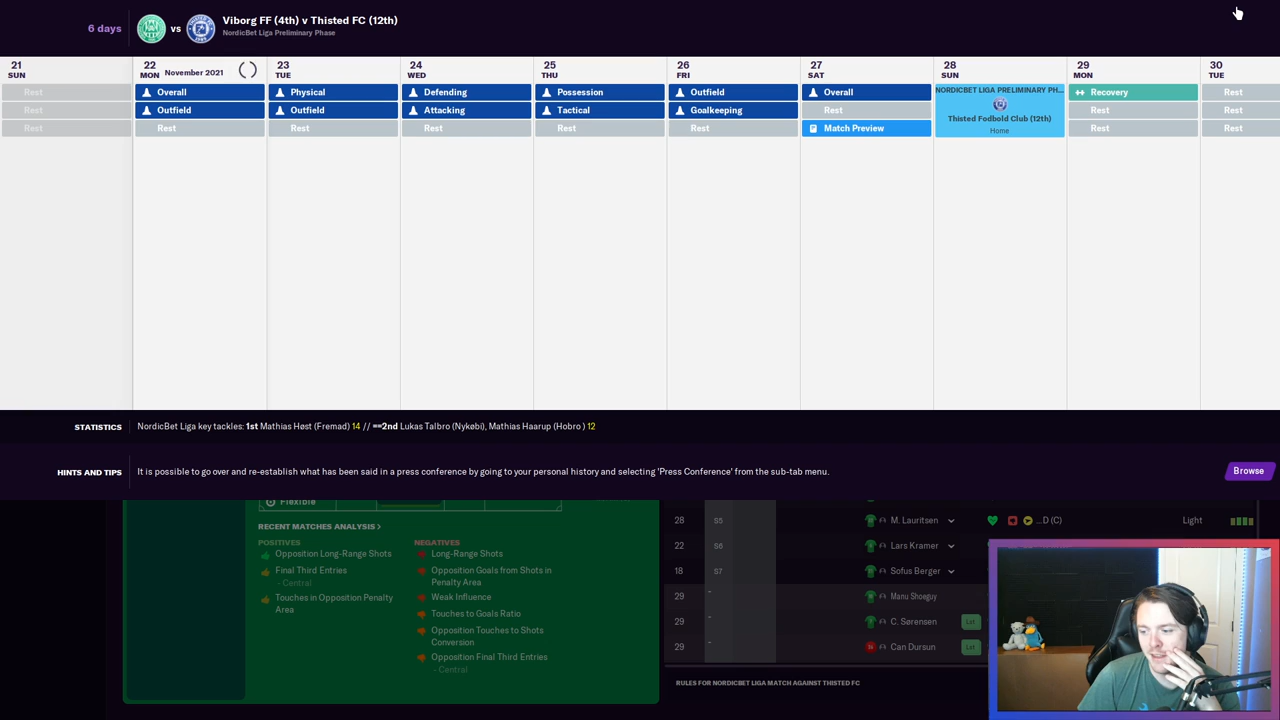 6 days
vs
Viborg FF (4th) v Thisted FC (12th)
NordicBet Liga Preliminary Phase
21 SUN
22 MON November 2021
23 TUE
24 WED
25 THU
26 FRI
27 SAT
28 SUN
29 MON
30 TUE
Rest Overall Physical Defending Possession Outfield Overall NORDICBET LIGA PRELIMINARY PH... Recovery Rest
Rest Outfield Outfield Attacking Tactical Goalkeeping Rest Thisted Fodbold Club (12th) Rest Rest
Rest Rest Rest Rest Rest Rest Match Preview Home Rest Rest
STATISTICS NordicBet Liga key tackles: 1st Mathias Høst (Fremad) 14 // ==2nd Lukas Talbro (Nykøbi), Mathias Haarup (Hobro ) 12
HINTS AND TIPS It is possible to go over and re-establish what has been said in a press conference by going to your personal history and selecting 'Press Conference' from the sub-tab menu. Browse
Flexible
RECENT MATCHES ANALYSIS >
POSITIVES
Opposition Long-Range Shots
Final Third Entries
- Central
Touches in Opposition Penalty
Area
NEGATIVES
Long-Range Shots
Opposition Goals from Shots in
Penalty Area
Weak Influence
Touches to Goals Ratio
Opposition Touches to Shots
Conversion
Opposition Final Third Entries
- Central
28 S5 M. Lauritsen ...D (C) Light
22 S6 Lars Kramer
18 S7 Sofus Berger
29 - Manu Shoeguy
29 - C. Sørensen Lxt
29 - Can Dursun Lxt
RULES FOR NORDICBET LIGA MATCH AGAINST THISTED FC